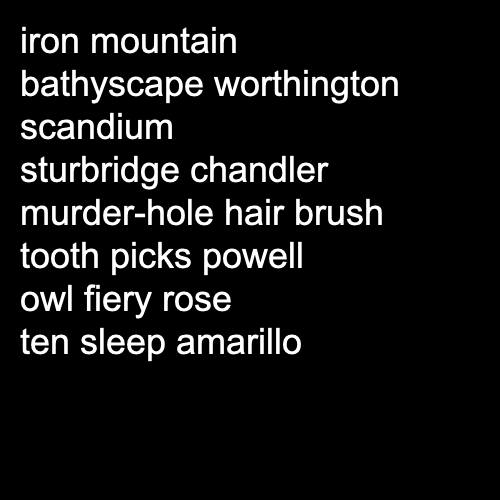 iron mountain
bathyscape worthington
scandium
sturbridge chandler
murder-hole hair brush
tooth picks powell
owl fiery rose
ten sleep amarillo